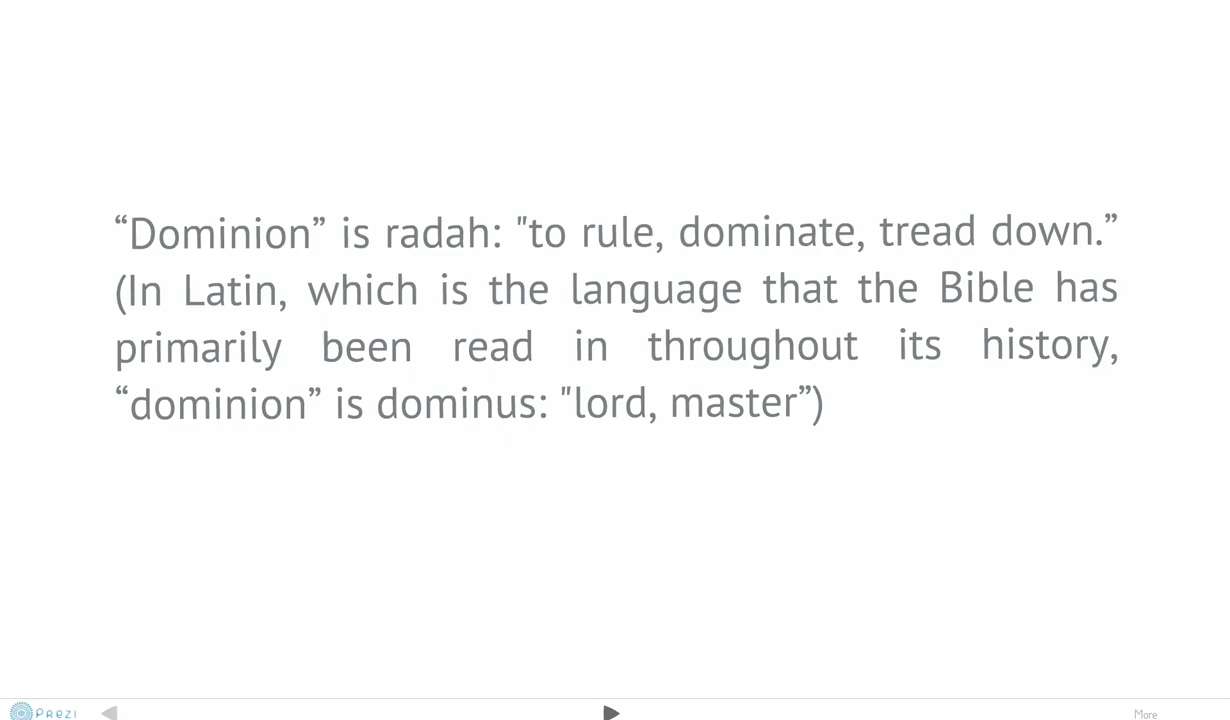 “Dominion” is radah: "to rule, dominate, tread down.”
(In Latin, which is the language that the Bible has
primarily been read in throughout its history,
“dominion” is dominus: "lord, master”)
Prezi
More